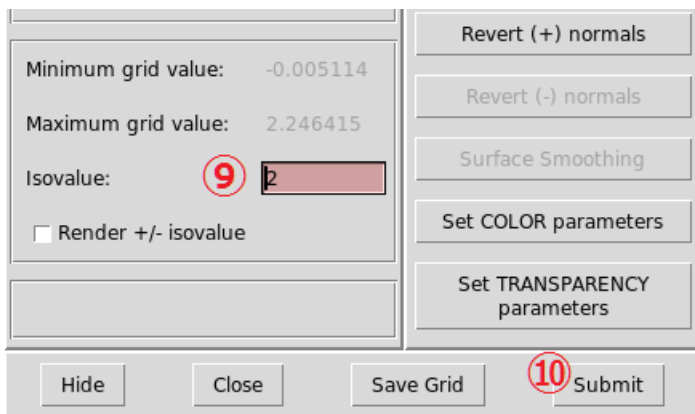 Revert (+) normals
Minimum grid value: -0.005114
Revert (-) normals
Maximum grid value: 2.246415
Surface Smoothing
Isovalue: ⑨ 2
Set COLOR parameters
Render +/- isovalue
Set TRANSPARENCY
parameters
Hide Close Save Grid ⑩ Submit